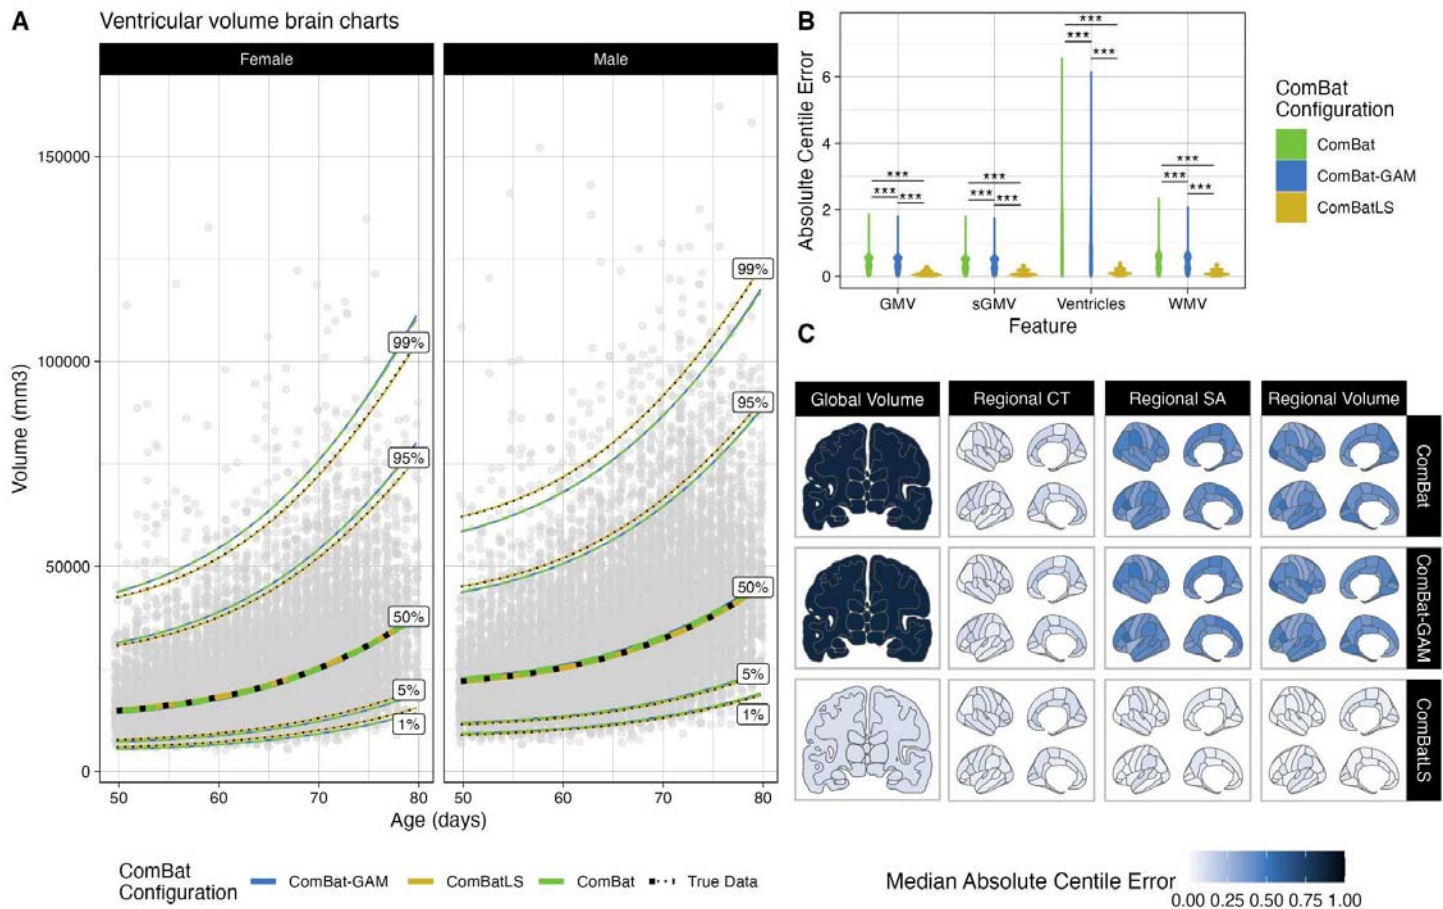 A
Ventricular volume brain charts
Female
Male
Volume (mm3)
150000
100000
50000
0
99%
95%
50%
5%
1%
99%
95%
50%
5%
1%
50
60
70
80
50
60
70
80
Age (days)
ComBat
Configuration
ComBat-GAM
ComBatLS
ComBat
True Data
B
Absolulte Centile Error
6
4
2
0
***
***
***
***
***
***
***
***
***
***
***
***
GMV
sGMV
Ventricles
WMV
Feature
ComBat
Configuration
ComBat
ComBat-GAM
ComBatLS
C
Global Volume
Regional CT
Regional SA
Regional Volume
ComBat
ComBat-GAM
ComBatLS
Median Absolute Centile Error
0.00 0.25 0.50 0.75 1.00